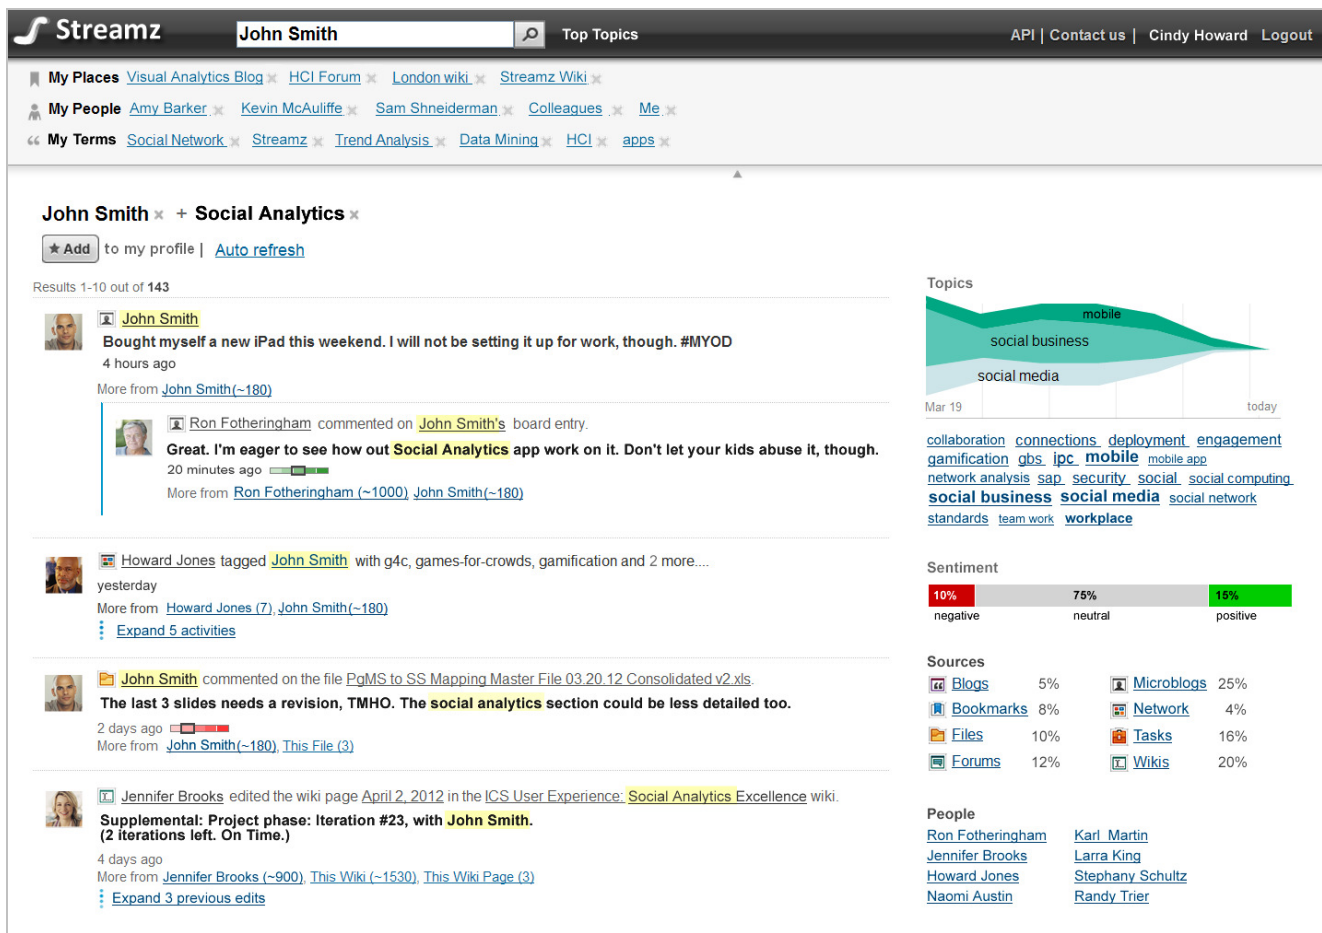 Streamz John Smith Top Topics API | Contact us | Cindy Howard Logout
My Places Visual Analytics Blog HCI Forum London wiki Streamz Wiki
My People Amy Barker Kevin McAuliffe Sam Shneiderman Colleagues Me
My Terms Social Network Streamz Trend Analysis Data Mining HCI apps
John Smith + Social Analytics
Add to my profile | Auto refresh
Results 1-10 out of 143
John Smith
Bought myself a new iPad this weekend. I will not be setting it up for work, though. #MYOD
4 hours ago
More from John Smith(~180)
Ron Fotheringham commented on John Smith's board entry.
Great. I'm eager to see how out Social Analytics app work on it. Don't let your kids abuse it, though.
20 minutes ago
More from Ron Fotheringham (~1000) John Smith(~180)
Howard Jones tagged John Smith with g4c, games-for-crowds, gamification and 2 more....
yesterday
More from Howard Jones (7), John Smith(~180)
Expand 5 activities
John Smith commented on the file PgMS to SS Mapping Master File 03.20.12 Consolidated v2.xls.
The last 3 slides needs a revision, TMHO. The social analytics section could be less detailed too.
2 days ago
More from John Smith(~180), This File (3)
Jennifer Brooks edited the wiki page April 2, 2012 in the ICS User Experience: Social Analytics Excellence wiki.
Supplemental: Project phase: Iteration #23, with John Smith.
(2 iterations left. On Time.)
4 days ago
More from Jennifer Brooks (~900), This Wiki (~1530), This Wiki Page (3)
Expand 3 previous edits
Topics
mobile
social business
social media
Mar 19 today
collaboration connections deployment engagement
gamification gbs ipc mobile mobile app
network analysis sap security social social computing
social business social media social network
standards team work workplace
Sentiment
10% 75% 15%
negative neutral positive
Sources
Blogs 5% Microblogs 25%
Bookmarks 8% Network 4%
Files 10% Tasks 16%
Forums 12% Wikis 20%
People
Ron Fotheringham Karl Martin
Jennifer Brooks Larra King
Howard Jones Stephany Schultz
Naomi Austin Randy Trier